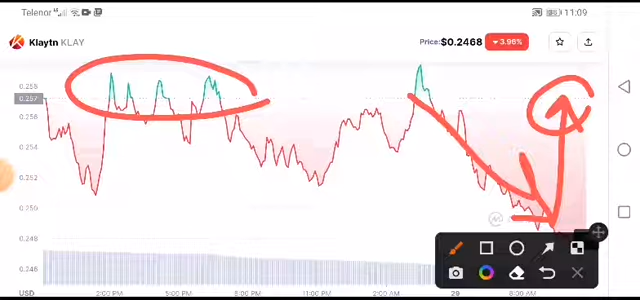 Telenor 11:09
Klaytn KLAY Price:$0.2468 ▼3.96%
0.258
0.257
0.256
0.254
0.252
0.250
0.248
0.246
USD 2:00 PM 5:00 PM 8:00 PM 11:00 PM 2:00 AM 29 8:00 AM